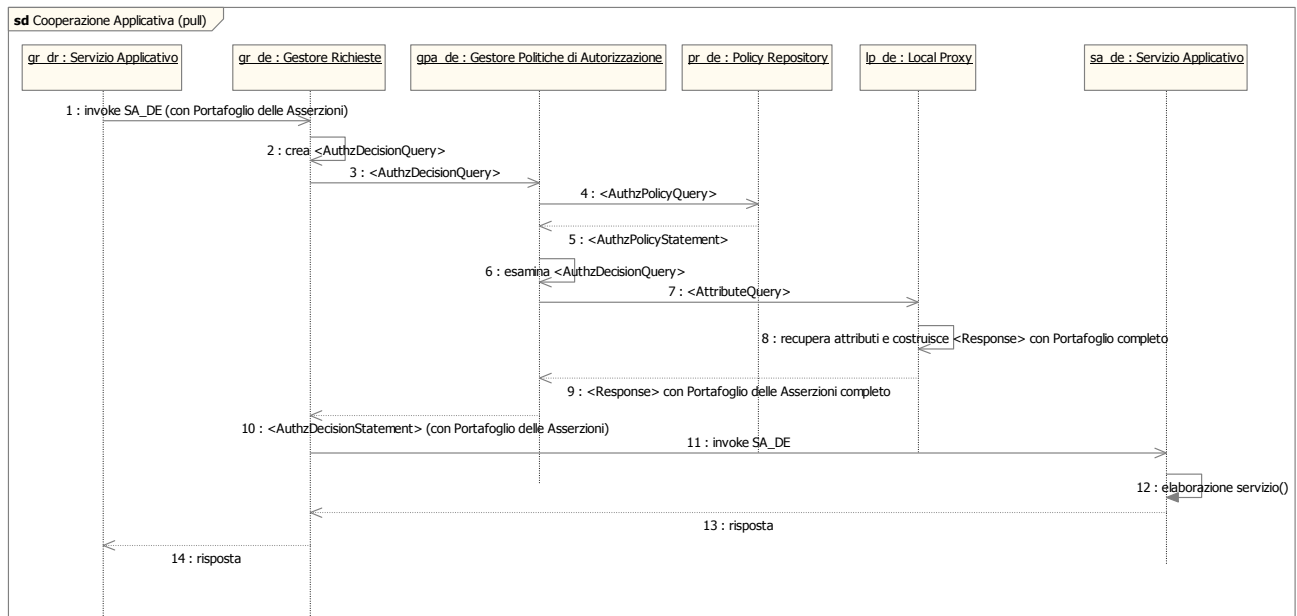 sd Cooperazione Applicativa (pull)
gr_dr : Servizio Applicativo
gr_de : Gestore Richieste
gpa_de : Gestore Politiche di Autorizzazione
pr_de : Policy Repository
lp_de : Local Proxy
sa_de : Servizio Applicativo
1 : invoke SA_DE (con Portafoglio delle Asserzioni)
2 : crea <AuthzDecisionQuery>
3 : <AuthzDecisionQuery>
4 : <AuthzPolicyQuery>
5 : <AuthzPolicyStatement>
6 : esamina <AuthzDecisionQuery>
7 : <AttributeQuery>
8 : recupera attributi e costruisce <Response> con Portafoglio completo
9 : <Response> con Portafoglio delle Asserzioni completo
10 : <AuthzDecisionStatement> (con Portafoglio delle Asserzioni)
11 : invoke SA_DE
12 : elaborazione servizio()
13 : risposta
14 : risposta